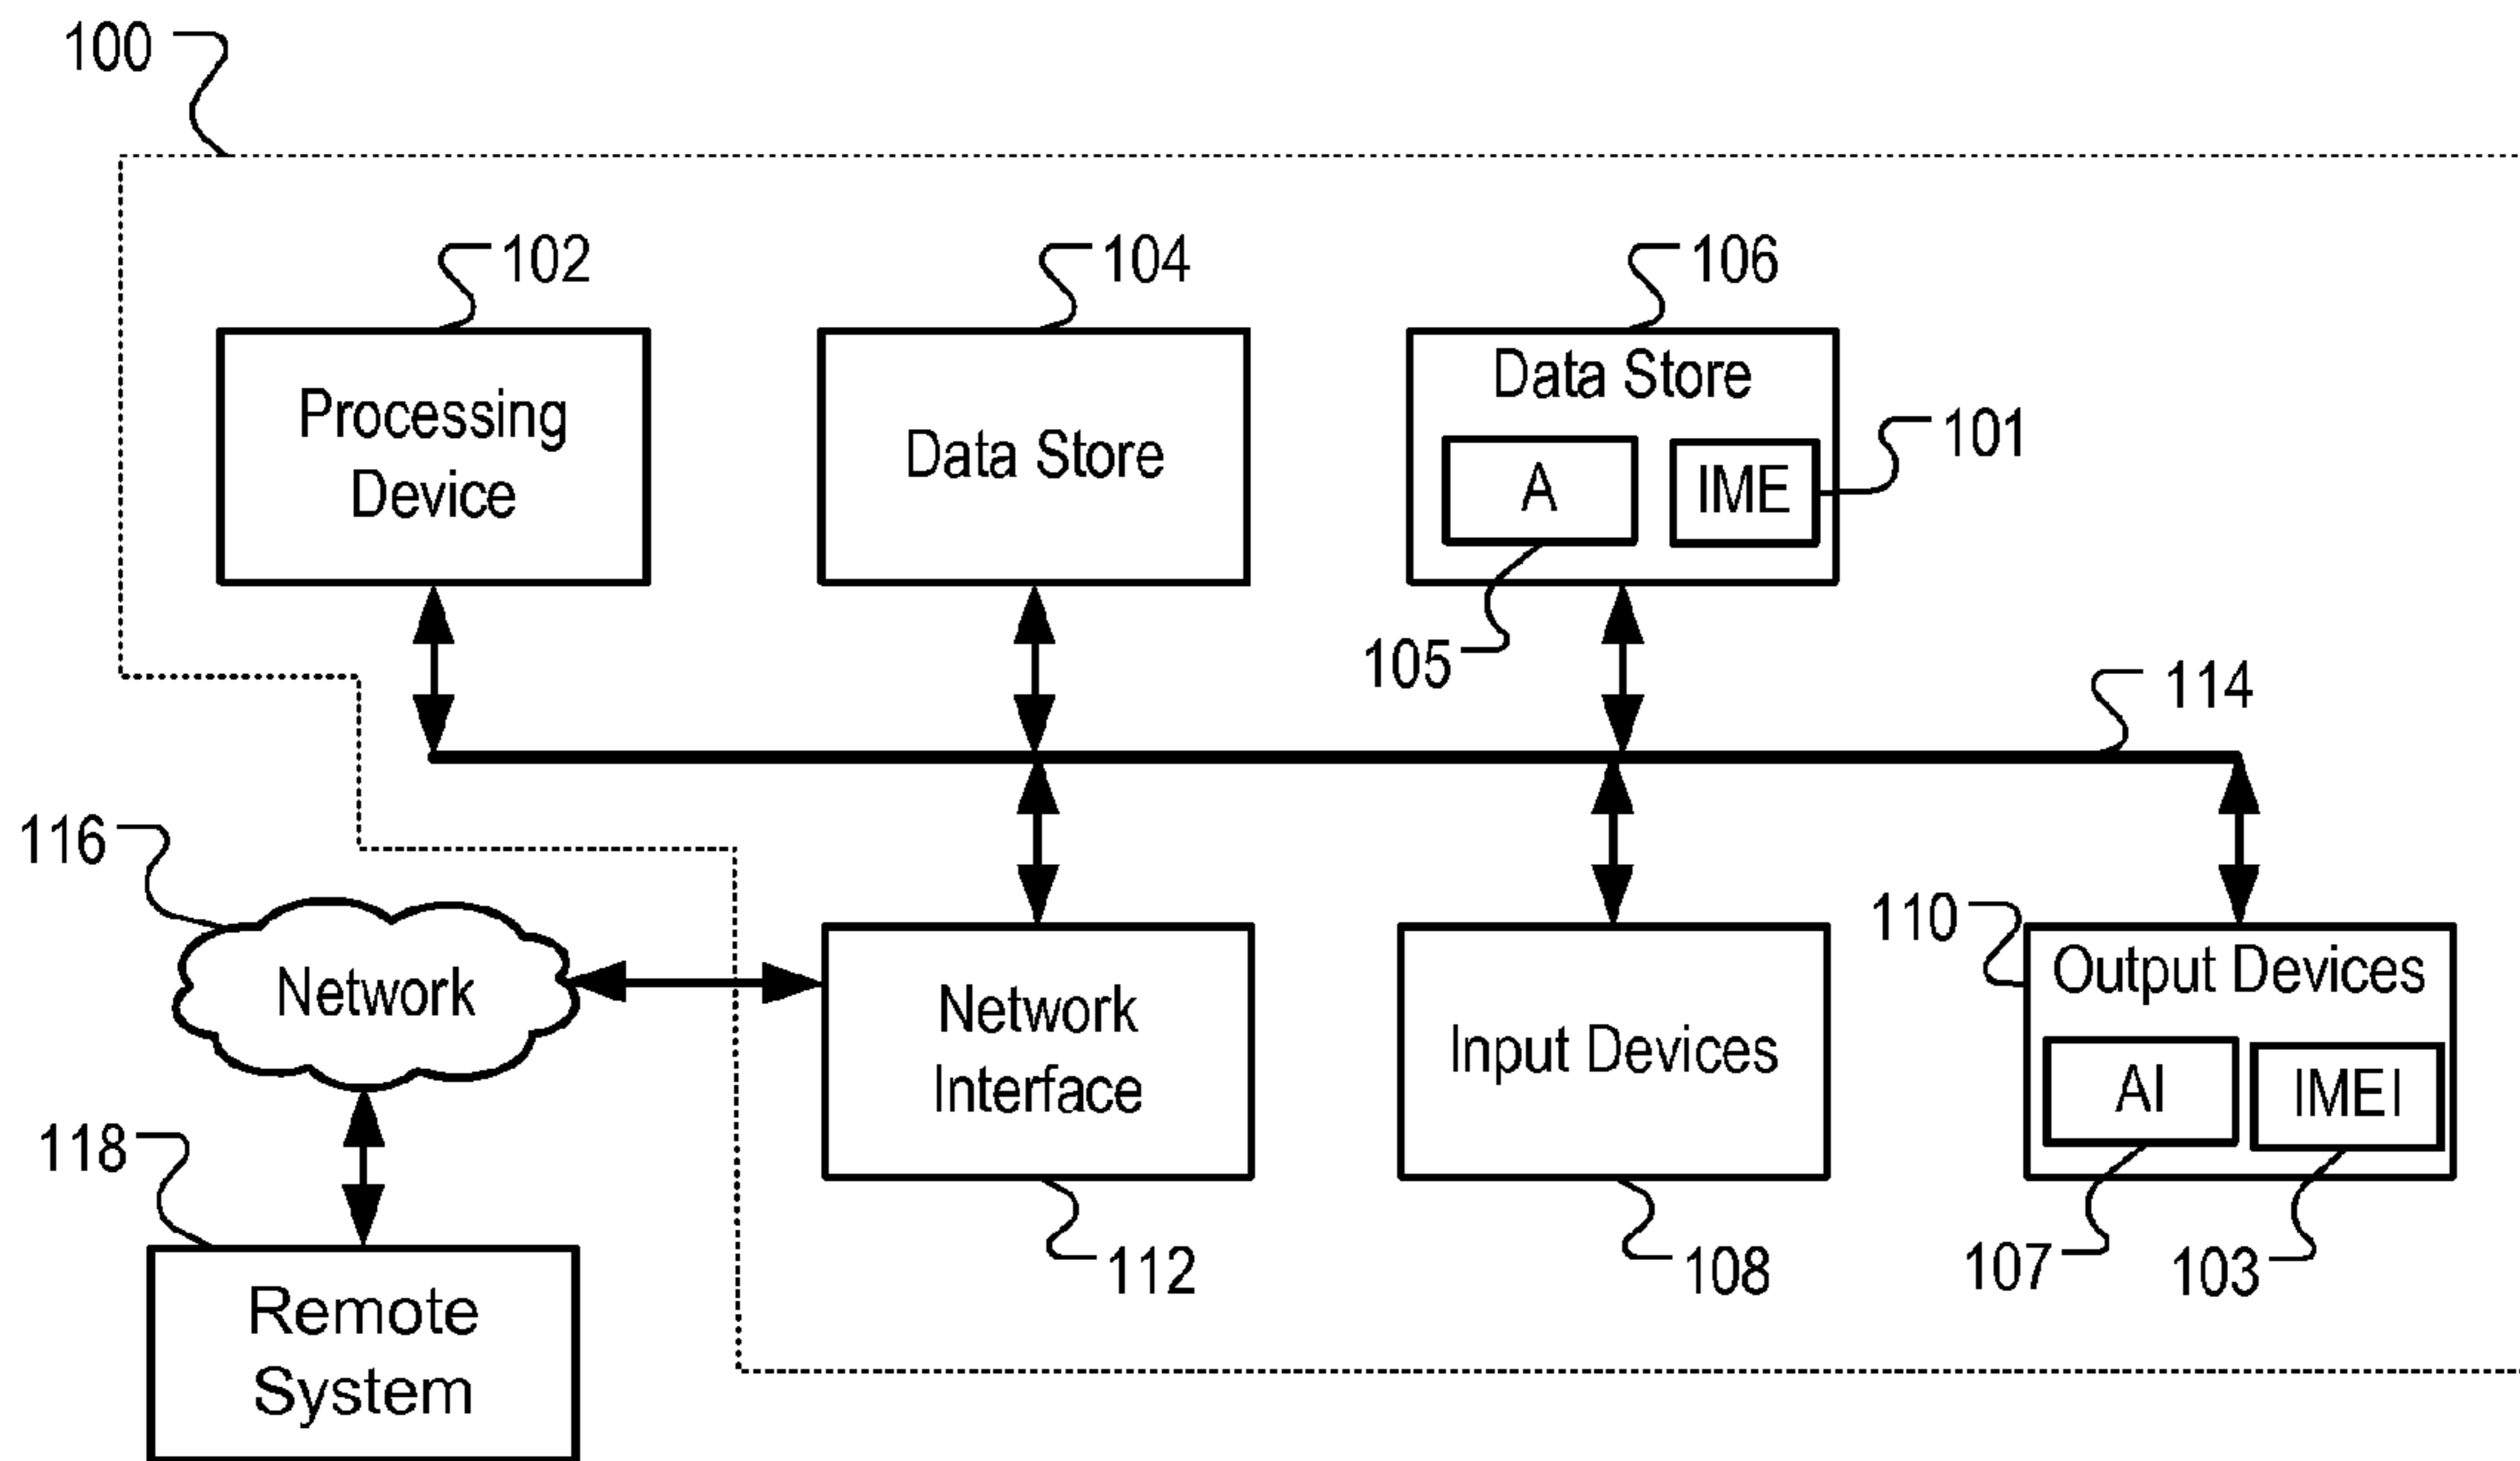 100
102
104
106
Processing
Device
Data Store
Data Store
A
IME
101
105
114
116
Network
Network
Interface
Input Devices
110
Output Devices
AI
IMEI
118
112
108
107
103
Remote
System